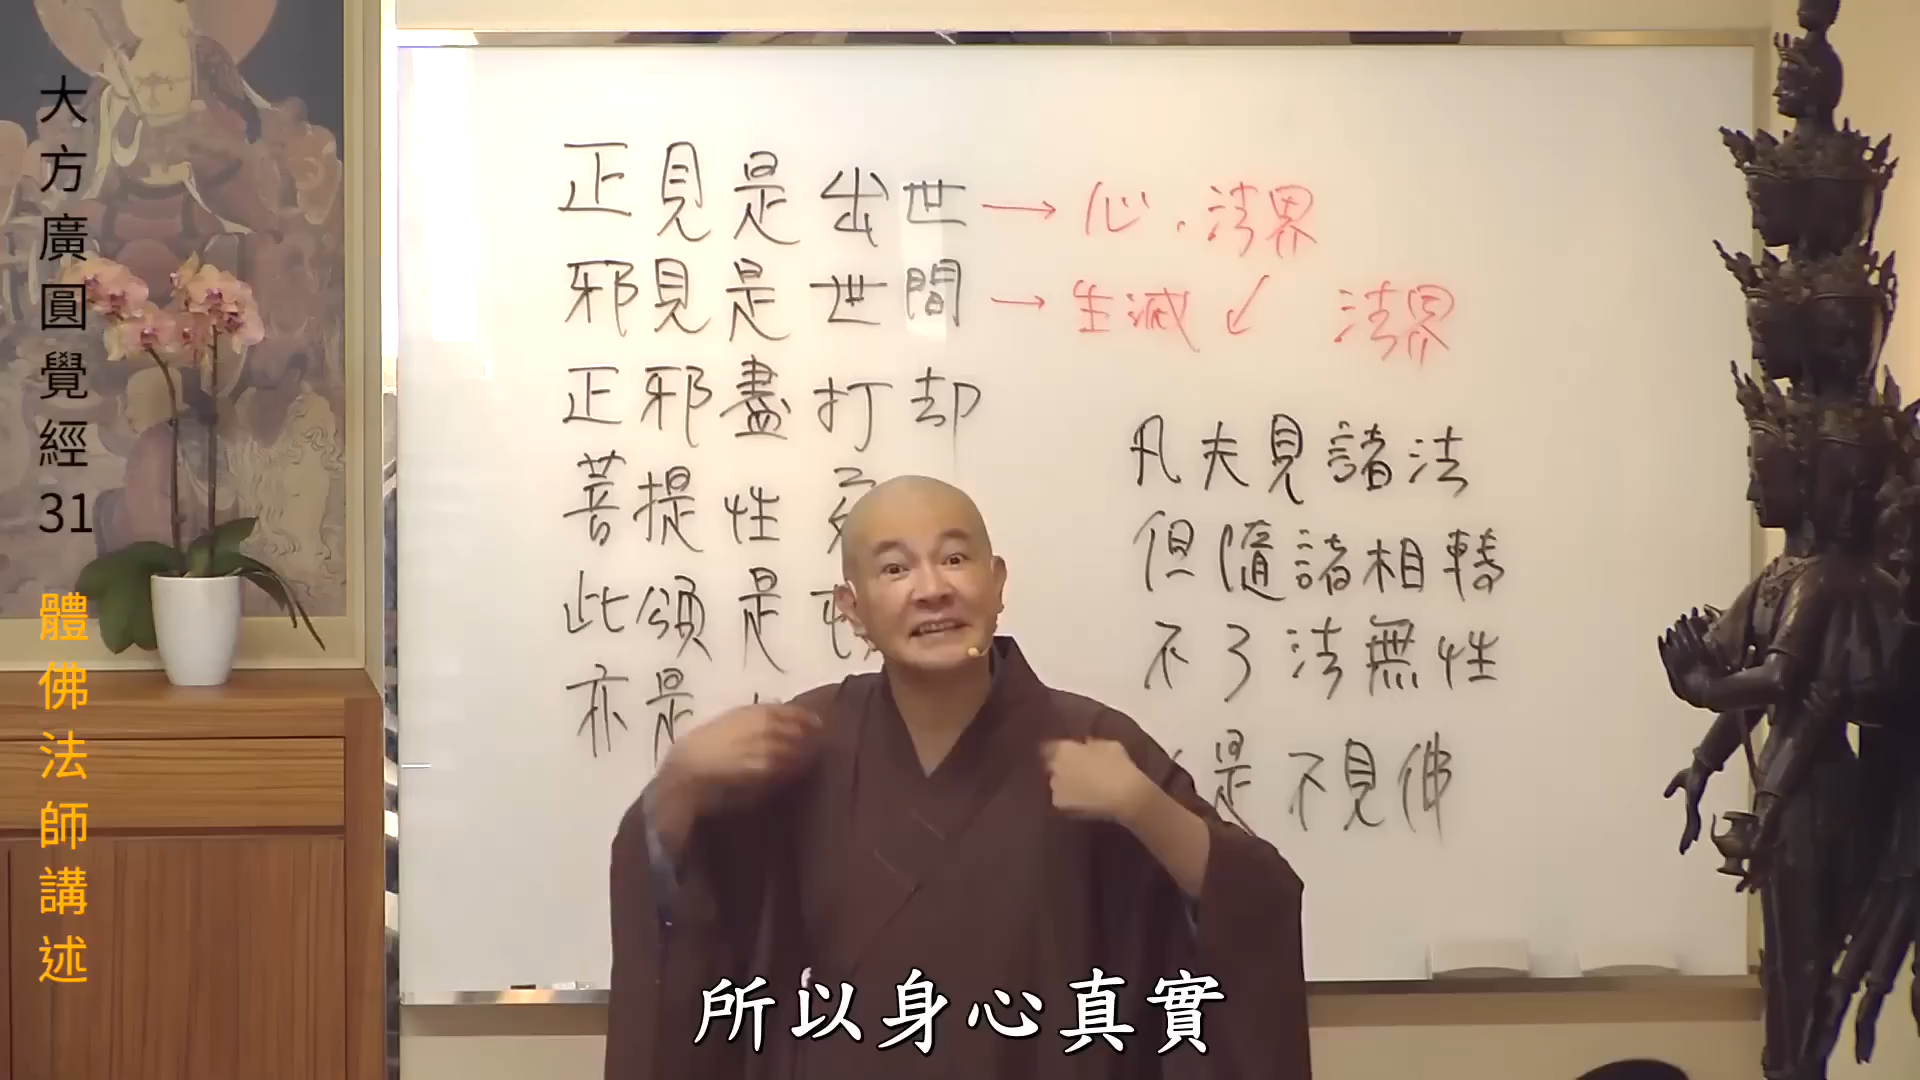 大方廣圓覺經31 體佛法師講述
正見是出世 → 心．法界
邪見是世間 → 生滅 ↙ 法界
正邪盡打却
菩提性
此頌是
亦是
凡夫見諸法
但隨諸相轉
不了法無性
是不見佛
所以身心真實